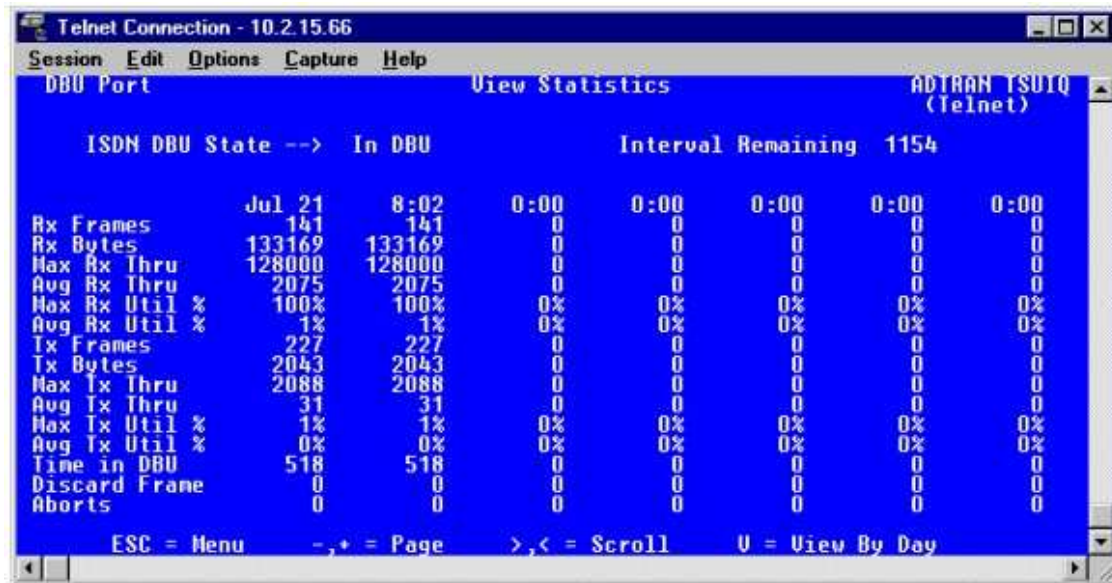 Telnet Connection - 10.2.15.66
Session Edit Options Capture Help
DBU Port View Statistics ADTRAN TSUIQ
(Telnet)
ISDN DBU State --> In DBU Interval Remaining 1154
Jul 21 8:02 0:00 0:00 0:00 0:00 0:00
Rx Frames 141 141 0 0 0 0 0
Rx Bytes 133169 133169 0 0 0 0 0
Max Rx Thru 128000 128000 0 0 0 0 0
Avg Rx Thru 2075 2075 0 0 0 0 0
Max Rx Util % 100% 100% 0% 0% 0% 0% 0%
Avg Rx Util % 1% 1% 0% 0% 0% 0% 0%
Tx Frames 227 227 0 0 0 0 0
Tx Bytes 2043 2043 0 0 0 0 0
Max Tx Thru 2088 2088 0 0 0 0 0
Avg Tx Thru 31 31 0 0 0 0 0
Max Tx Util % 1% 1% 0% 0% 0% 0% 0%
Avg Tx Util % 0% 0% 0% 0% 0% 0% 0%
Time in DBU 518 518 0 0 0 0 0
Discard Frame 0 0 0 0 0 0 0
Aborts 0 0 0 0 0 0 0
ESC = Menu -,+ = Page >,< = Scroll V = View By Day